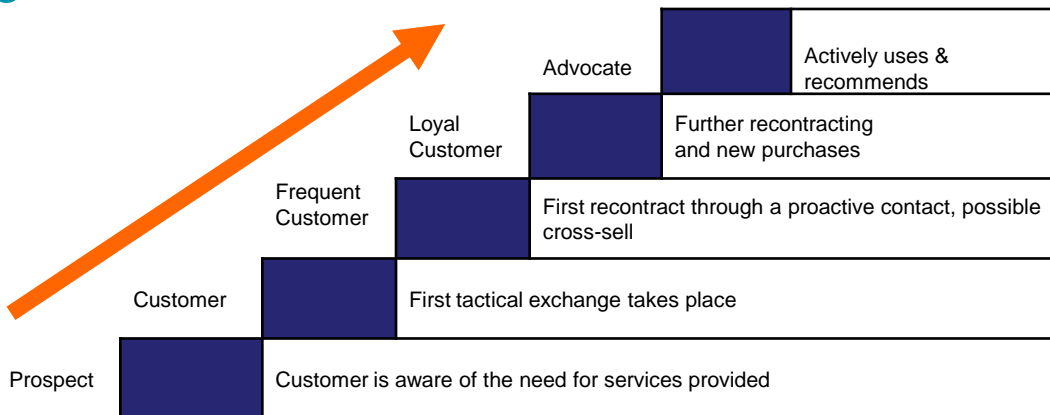 Advocate
Actively uses &
recommends
Loyal
Customer
Further recontracting
and new purchases
Frequent
Customer
First recontract through a proactive contact, possible
cross-sell
Customer
First tactical exchange takes place
Prospect
Customer is aware of the need for services provided